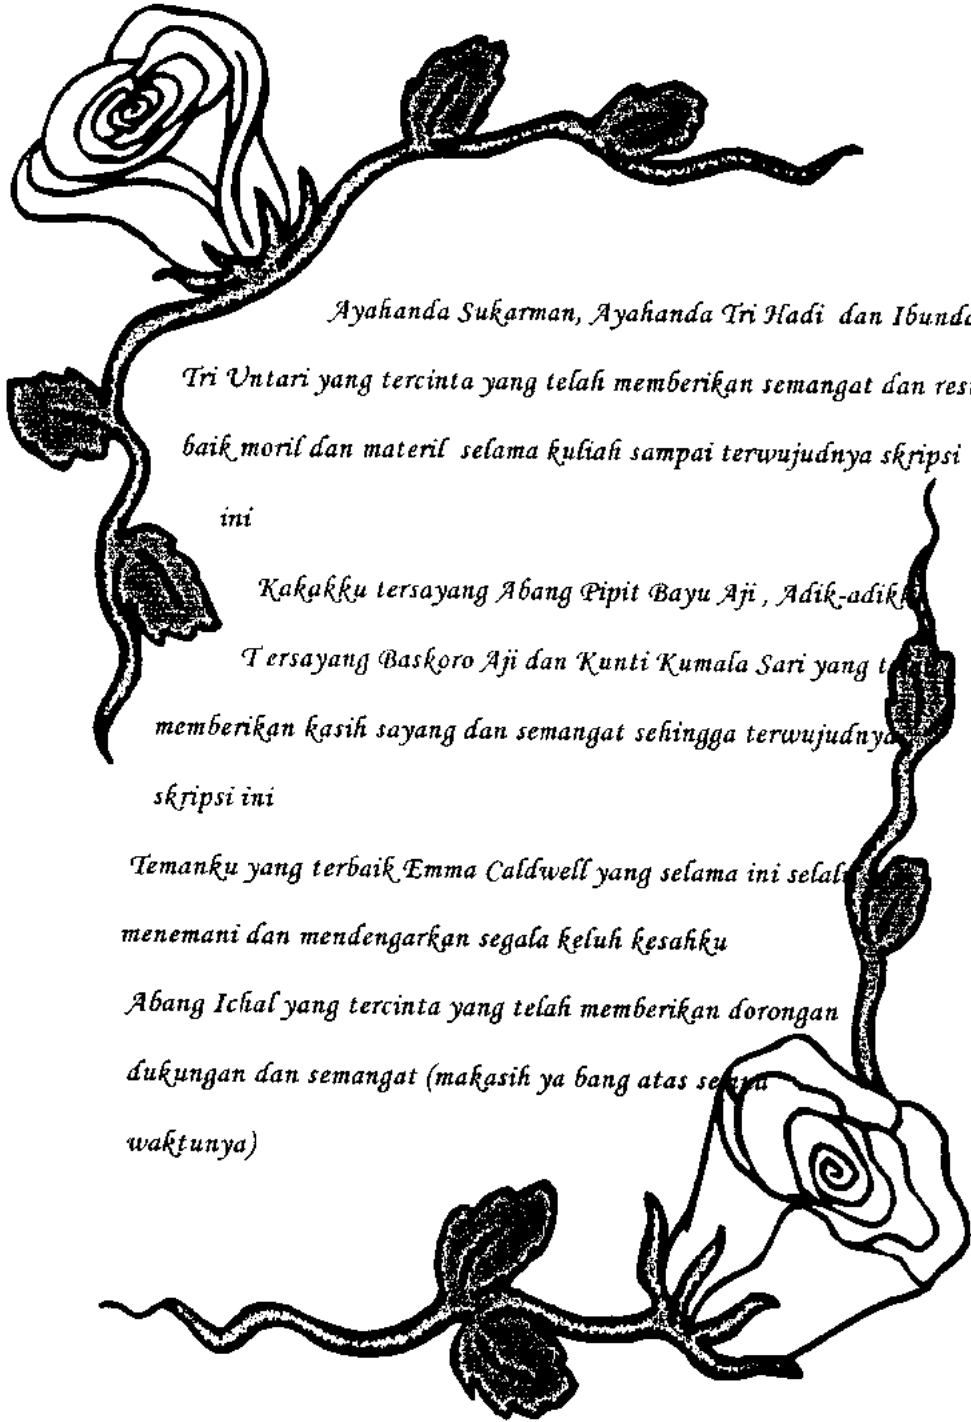 Ayahanda Sukarman, Ayahanda Tri Hadi dan Ibunda
Tri Untari yang tercinta yang telah memberikan semangat dan
baik moril dan materil selama kuliah sampai terwujudnya skripsi
ini
Kakakku tersayang Abang Pipit Bayu Aji , Adik-adikku
T ersayang Baskoro Aji dan Kunti Kumala Sari yang
memberikan kasih sayang dan semangat sehingga terwujudnya
skripsi ini
Temanku yang terbaik Emma Caldwell yang selama ini selalu
menemani dan mendengarkan segala keluh kesahku
Abang Ichal yang tercinta yang telah memberikan dorongan
dukungan dan semangat (makasih ya bang atas semua
waktunya)